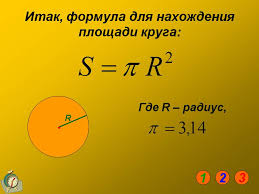 Итак, формула для нахождения
площади круга:
S = π R²
Где R – радиус,
R
π = 3,14
1 2 3